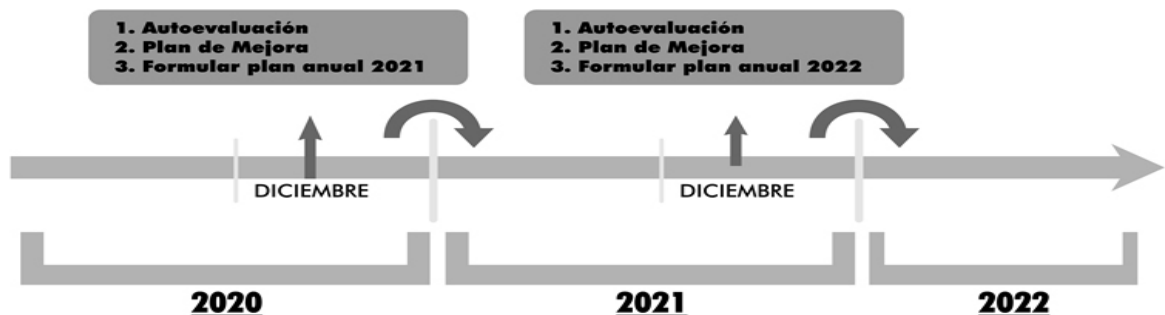 1. Autoevaluación
2. Plan de Mejora
3. Formular plan anual 2021
1. Autoevaluación
2. Plan de Mejora
3. Formular plan anual 2022
DICIEMBRE
DICIEMBRE
2020
2021
2022